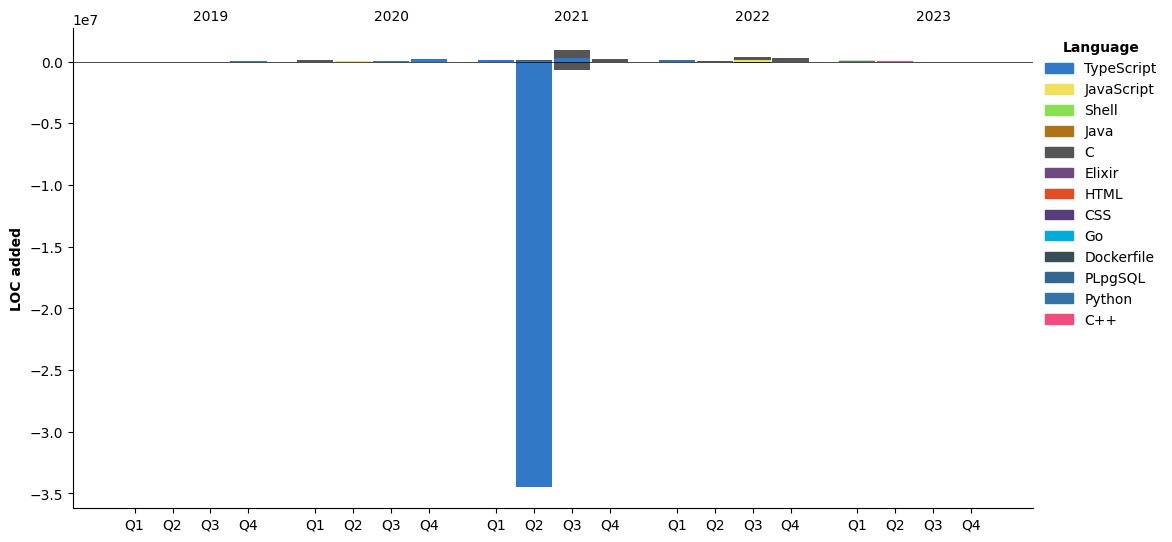 2019 2020 2021 2022 2023
1e7
0.0
−0.5
−1.0
−1.5
−2.0
−2.5
−3.0
−3.5
LOC added
Q1 Q2 Q3 Q4 Q1 Q2 Q3 Q4 Q1 Q2 Q3 Q4 Q1 Q2 Q3 Q4 Q1 Q2 Q3 Q4
Language
TypeScript
JavaScript
Shell
Java
C
Elixir
HTML
CSS
Go
Dockerfile
PLpgSQL
Python
C++